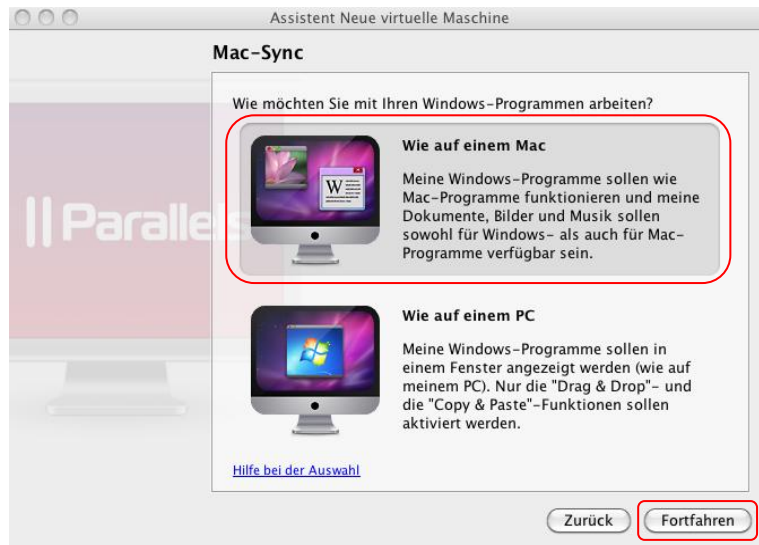 Assistent Neue virtuelle Maschine
Mac-Sync
Wie möchten Sie mit Ihren Windows-Programmen arbeiten?
Wie auf einem Mac
Meine Windows-Programme sollen wie
Mac-Programme funktionieren und meine
Dokumente, Bilder und Musik sollen
sowohl für Windows- als auch für Mac-
Programme verfügbar sein.
W
|| Parallels
Wie auf einem PC
Meine Windows-Programme sollen in
einem Fenster angezeigt werden (wie auf
meinem PC). Nur die "Drag & Drop"- und
die "Copy & Paste"-Funktionen sollen
aktiviert werden.
Hilfe bei der Auswahl
Zurück
Fortfahren